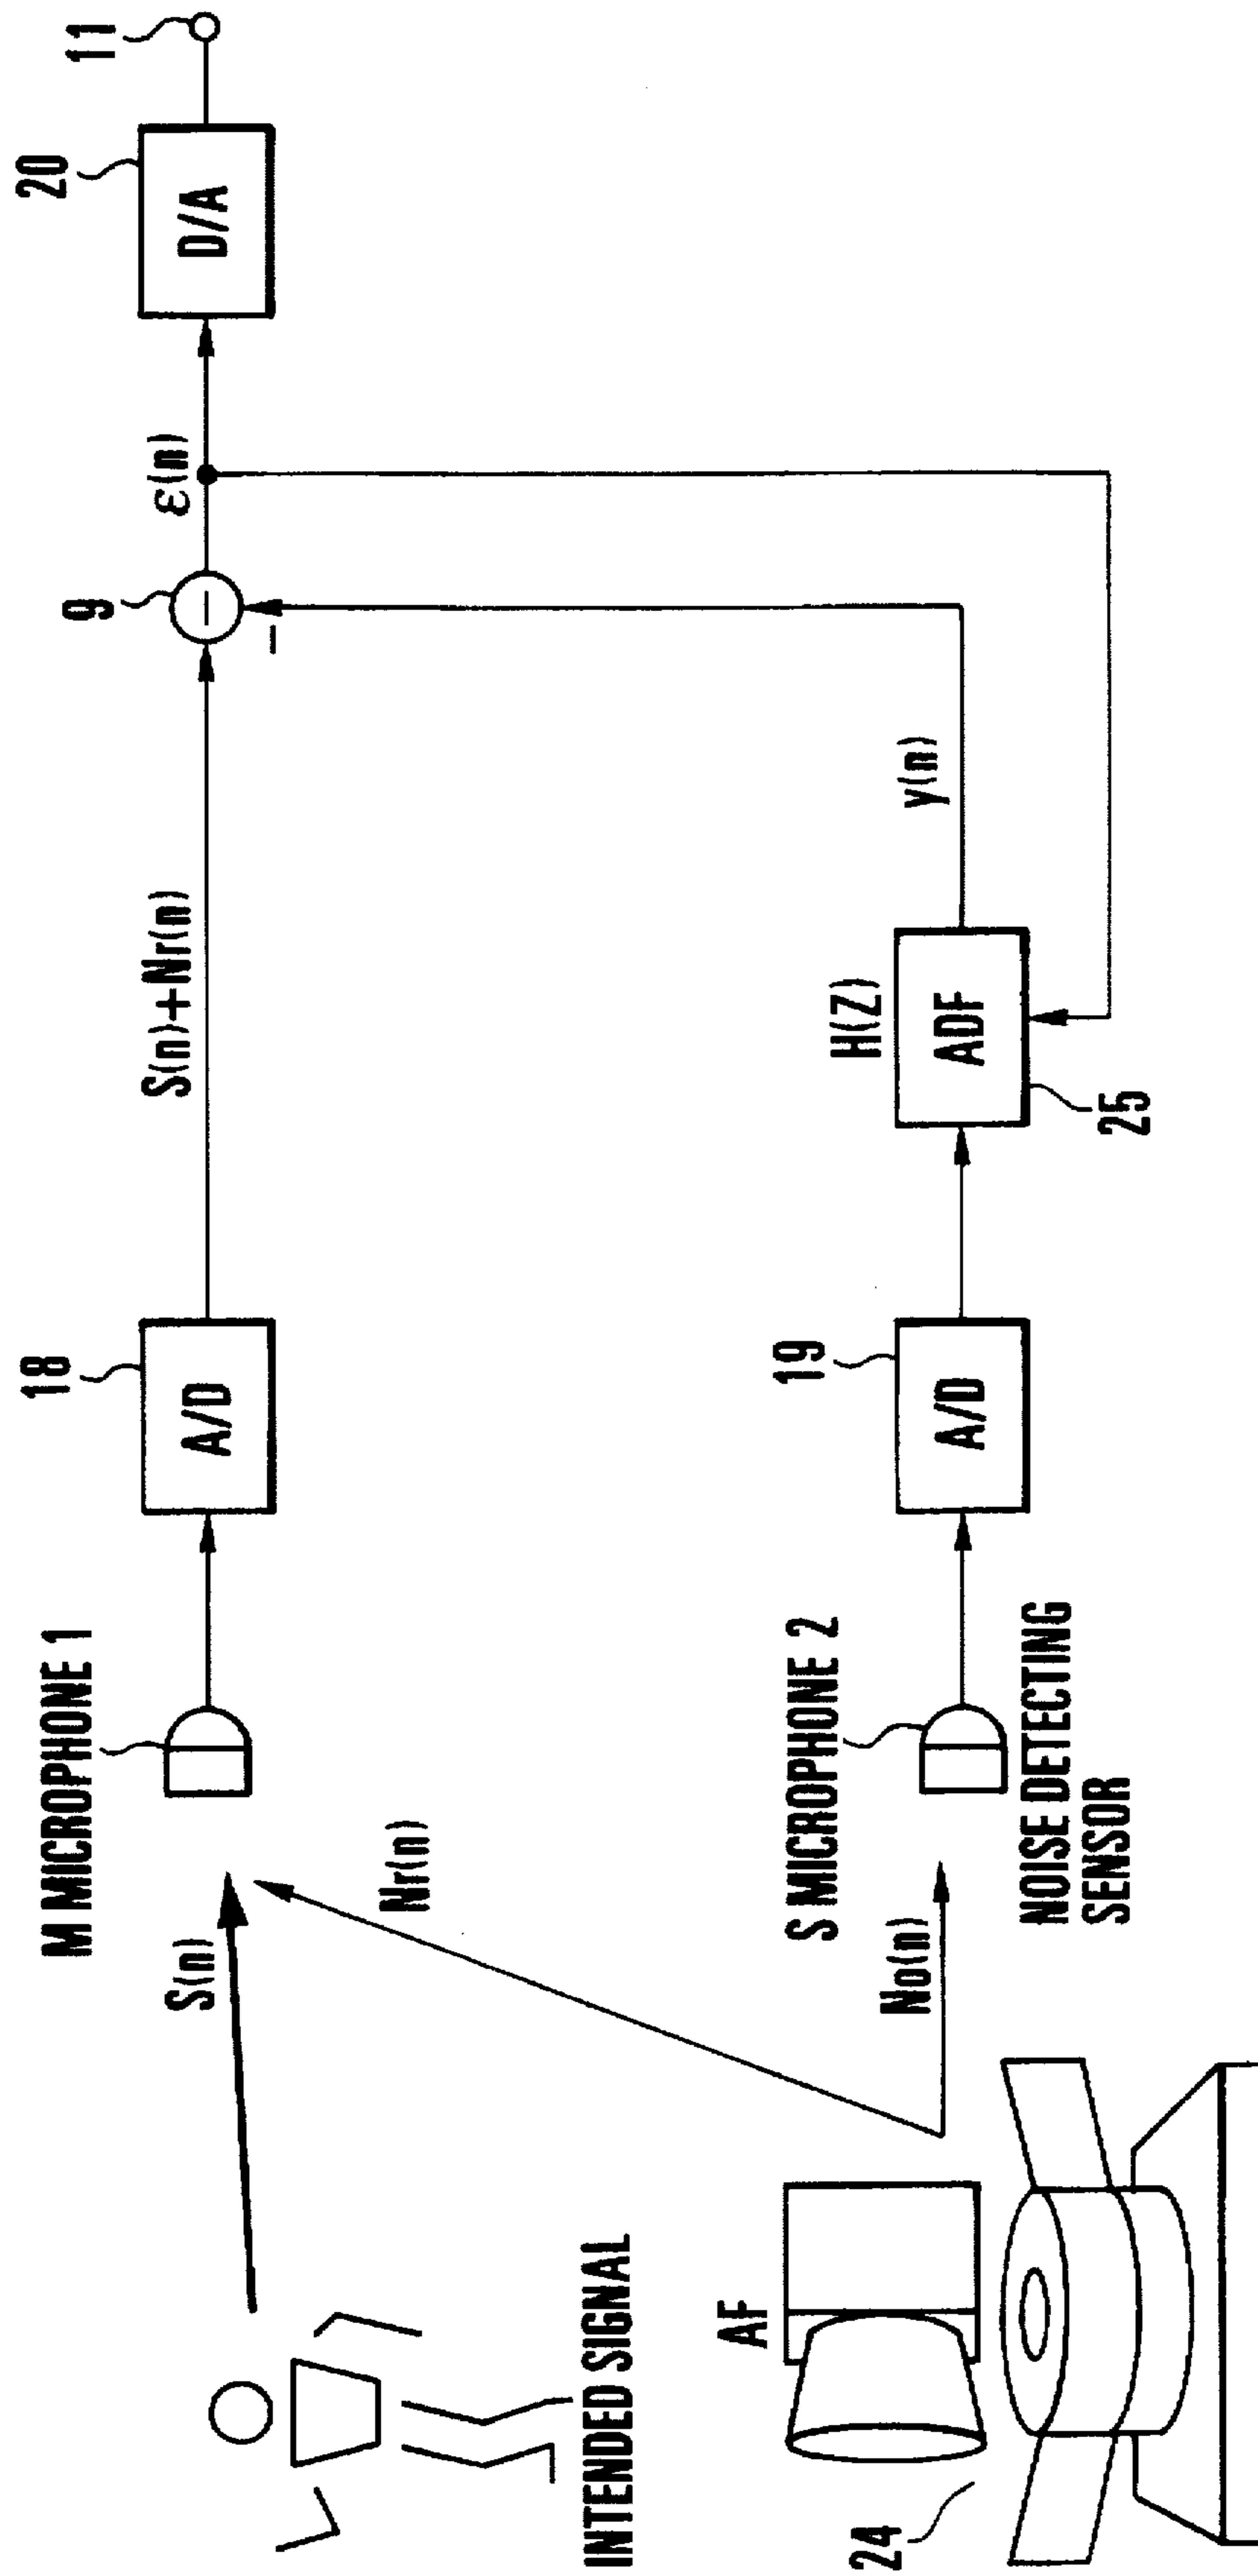 M MICROPHONE 1
18
A/D
S(n)+Nr(n)
9
−
−
ε(n)
20
D/A
11
S(n)
Nr(n)
INTENDED SIGNAL
AF
24
No(n)
S MICROPHONE 2
NOISE DETECTING
SENSOR
19
A/D
H(Z)
ADF
25
y(n)